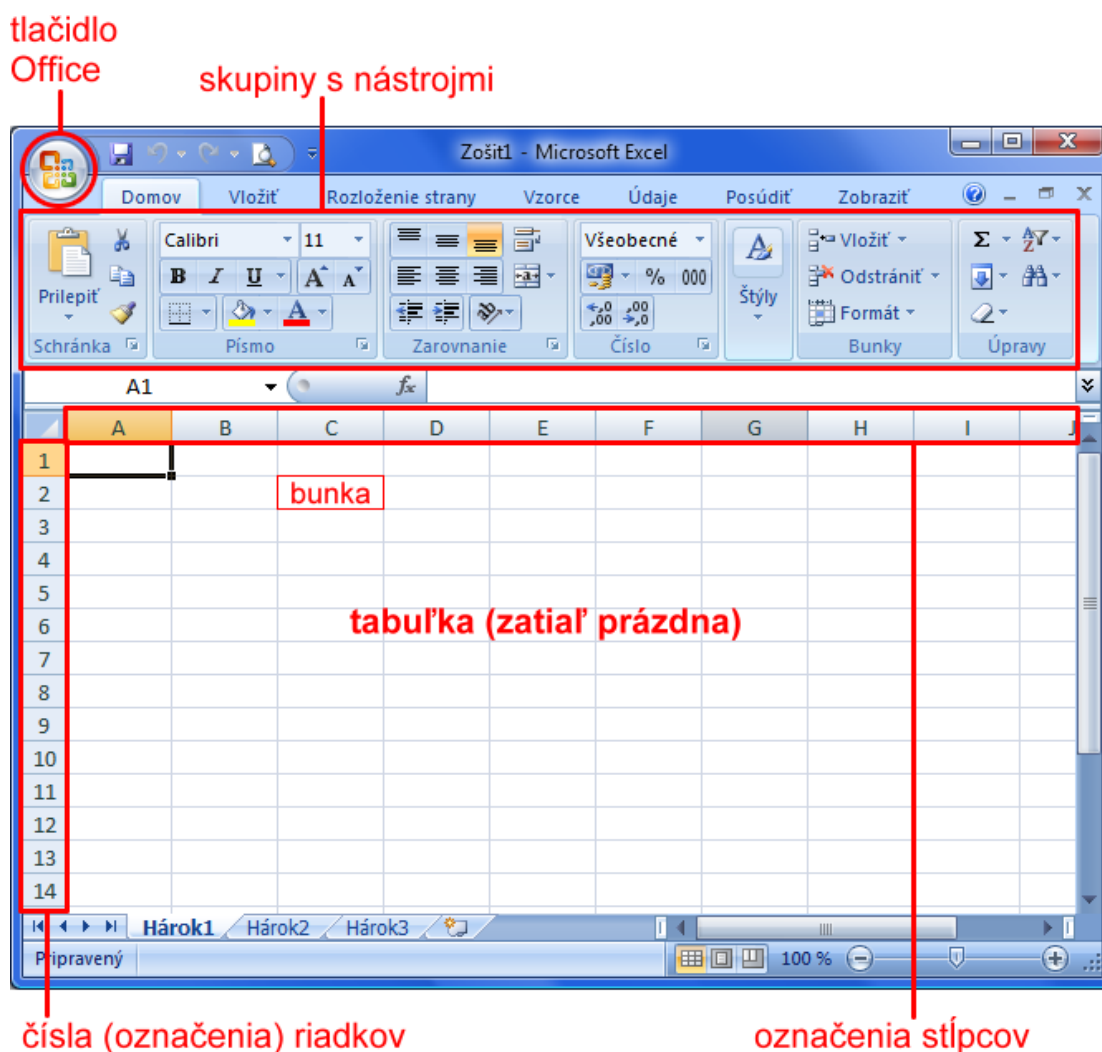 tlačidlo
Office
skupiny s nástrojmi
Zošit1 - Microsoft Excel
Domov Vložiť Rozloženie strany Vzorce Údaje Posúdiť Zobraziť
Calibri 11 Všeobecné Vložiť Σ
B I U A A % 000 Odstrániť
Prilepiť A Štýly Formát
Schránka Písmo Zarovnanie Číslo Bunky Úpravy
A1 fx
A B C D E F G H I J
1
2 bunka
3
4
5
6 tabuľka (zatiaľ prázdna)
7
8
9
10
11
12
13
14
Hárok1 Hárok2 Hárok3
Pripravený 100 %
čísla (označenia) riadkov označenia stĺpcov